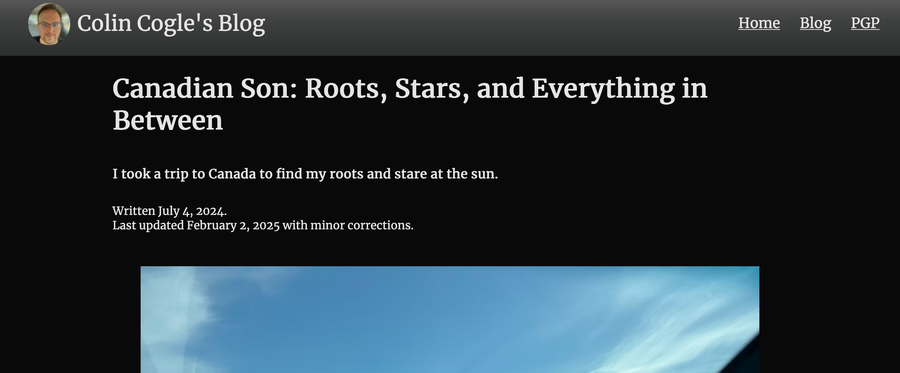 Colin Cogle's Blog
Home Blog PGP
Canadian Son: Roots, Stars, and Everything in
Between
I took a trip to Canada to find my roots and stare at the sun.
Written July 4, 2024.
Last updated February 2, 2025 with minor corrections.